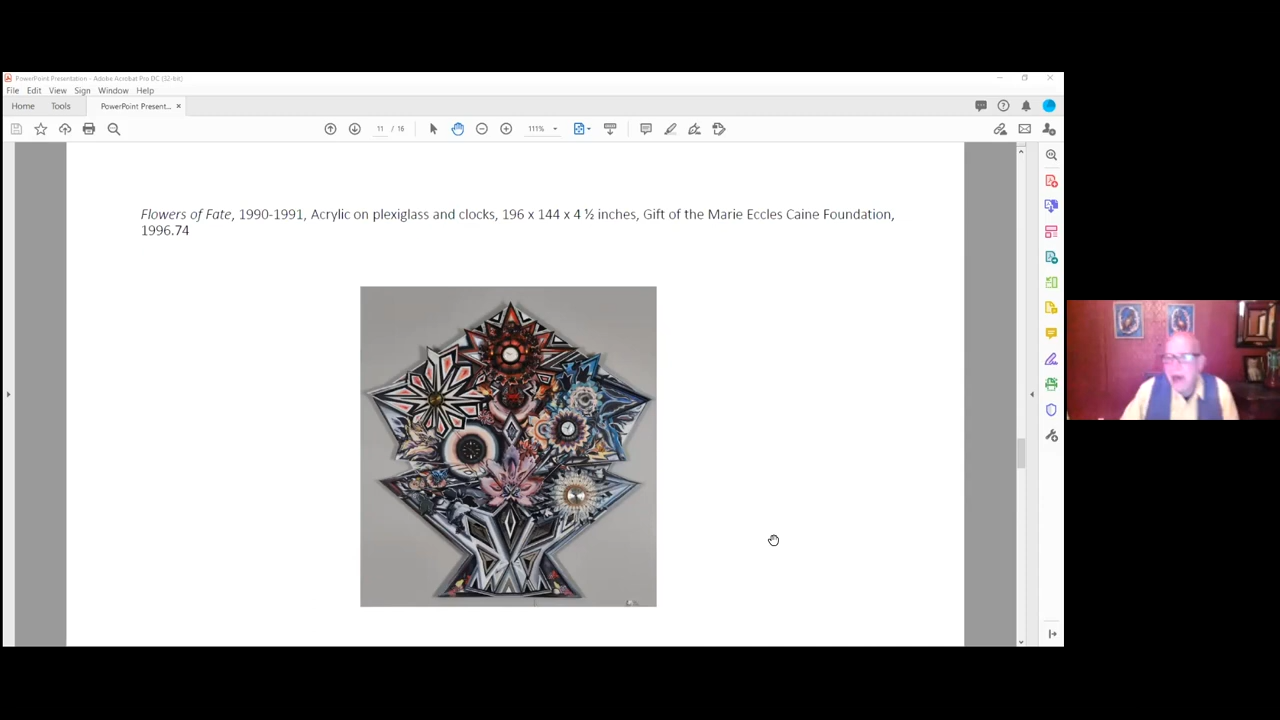 PowerPoint Presentation - Adobe Acrobat Pro DC (32-bit)
File Edit View Sign Window Help
Home Tools PowerPoint Present...
11 / 16 111%
Flowers of Fate, 1990-1991, Acrylic on plexiglass and clocks, 196 x 144 x 4 ½ inches, Gift of the Marie Eccles Caine Foundation,
1996.74